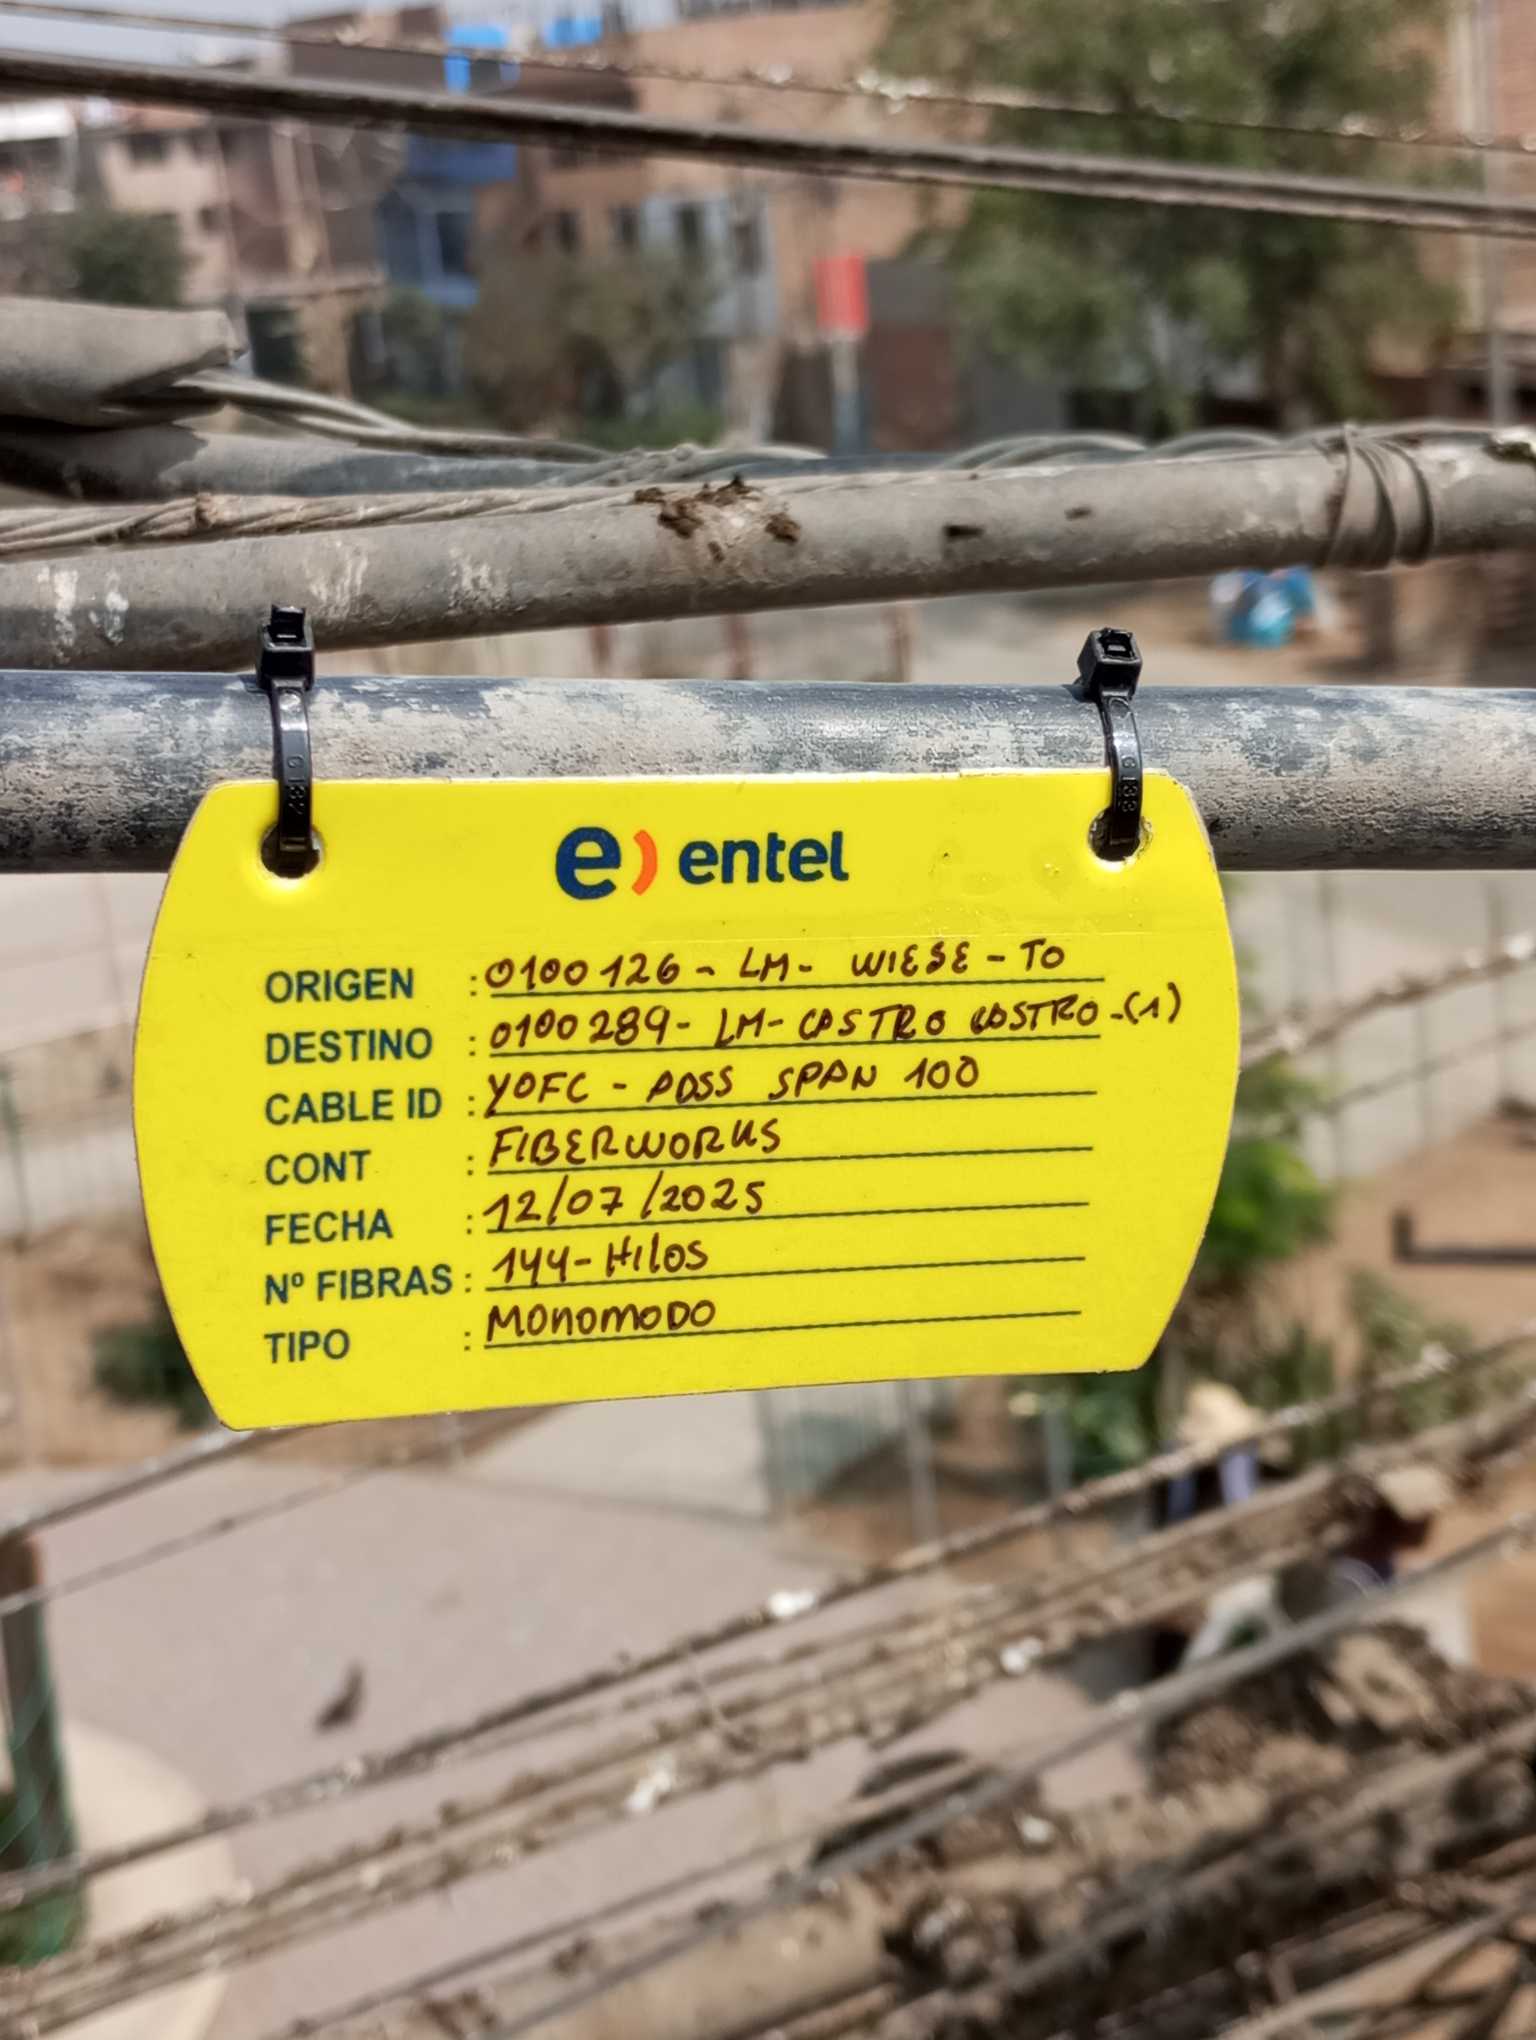 e) entel
ORIGEN : 0100126 - LM - WIESE - TO
DESTINO : 0100289 - LM - CASTRO CASTRO - (1)
CABLE ID : YOFC - ADSS SPAN 100
CONT : FIBERWORKS
FECHA : 12/07/2025
Nº FIBRAS : 144 - HILOS
TIPO : MONOMODO